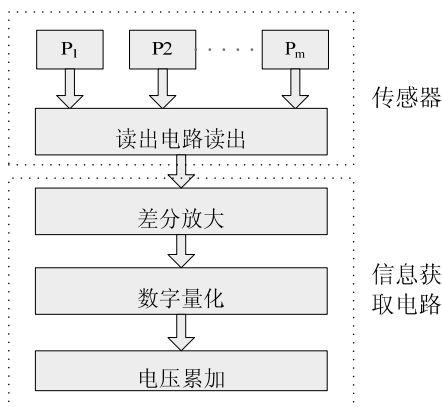 P1 P2 · · · · · Pm
传感器
读出电路读出
差分放大
信息获
取电路
数字量化
电压累加